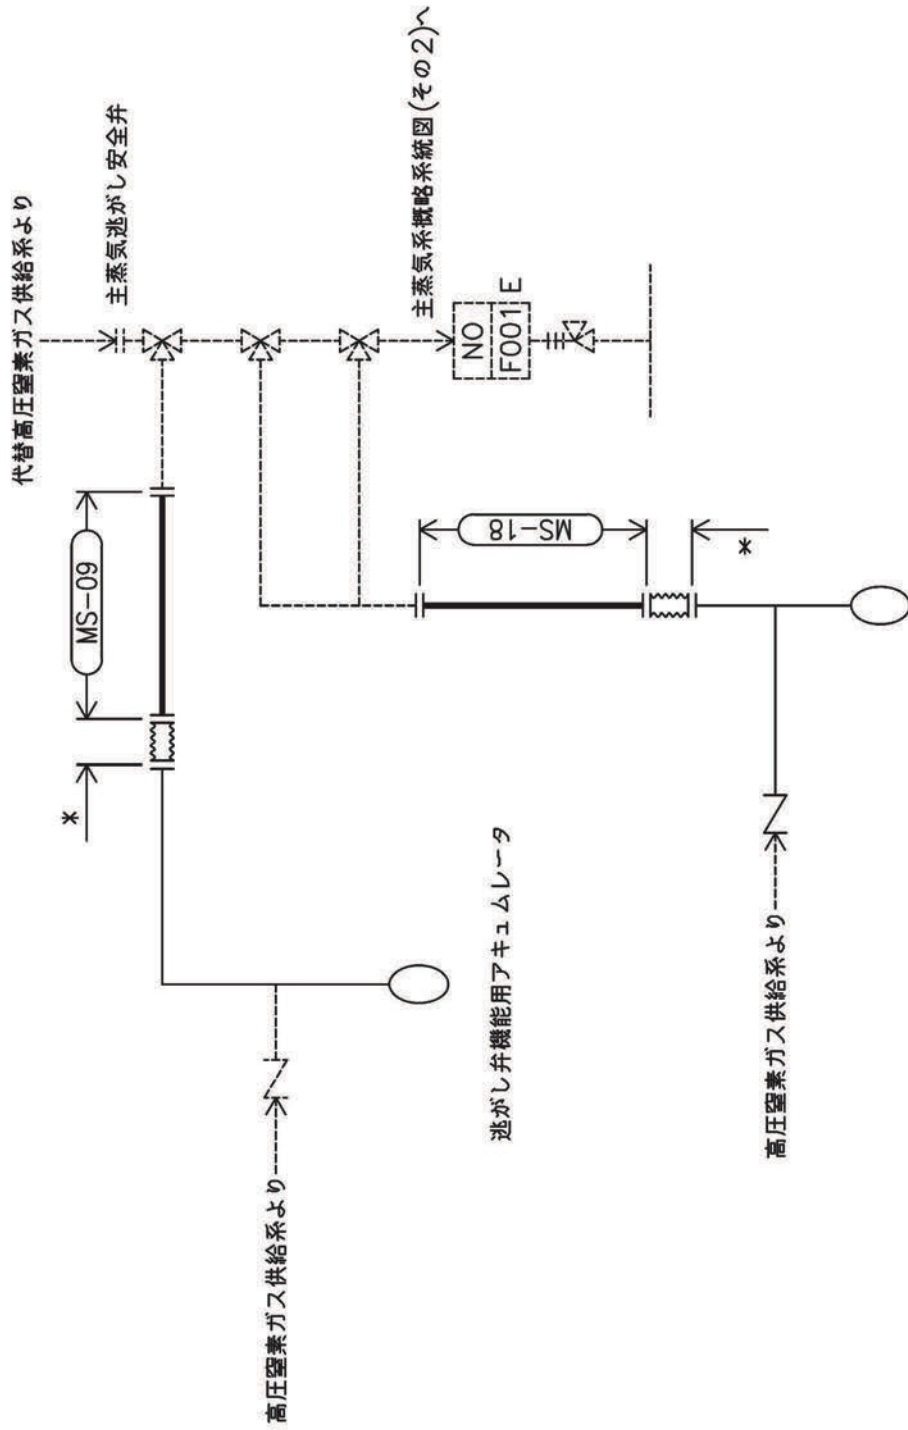 代替高圧窒素ガス供給系より
主蒸気逃がし安全弁
MS-09
*
主蒸気系概略系統図(その2)へ
NO
F001
E
MS-18
*
逃がし弁機能用アキュムレータ
高圧窒素ガス供給系より
高圧窒素ガス供給系より